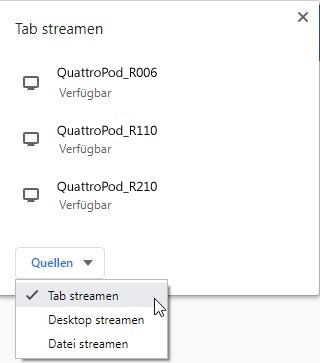 Tab streamen
QuattroPod_R006
Verfügbar
QuattroPod_R110
Verfügbar
QuattroPod_R210
Verfügbar
Quellen
Tab streamen
Desktop streamen
Datei streamen